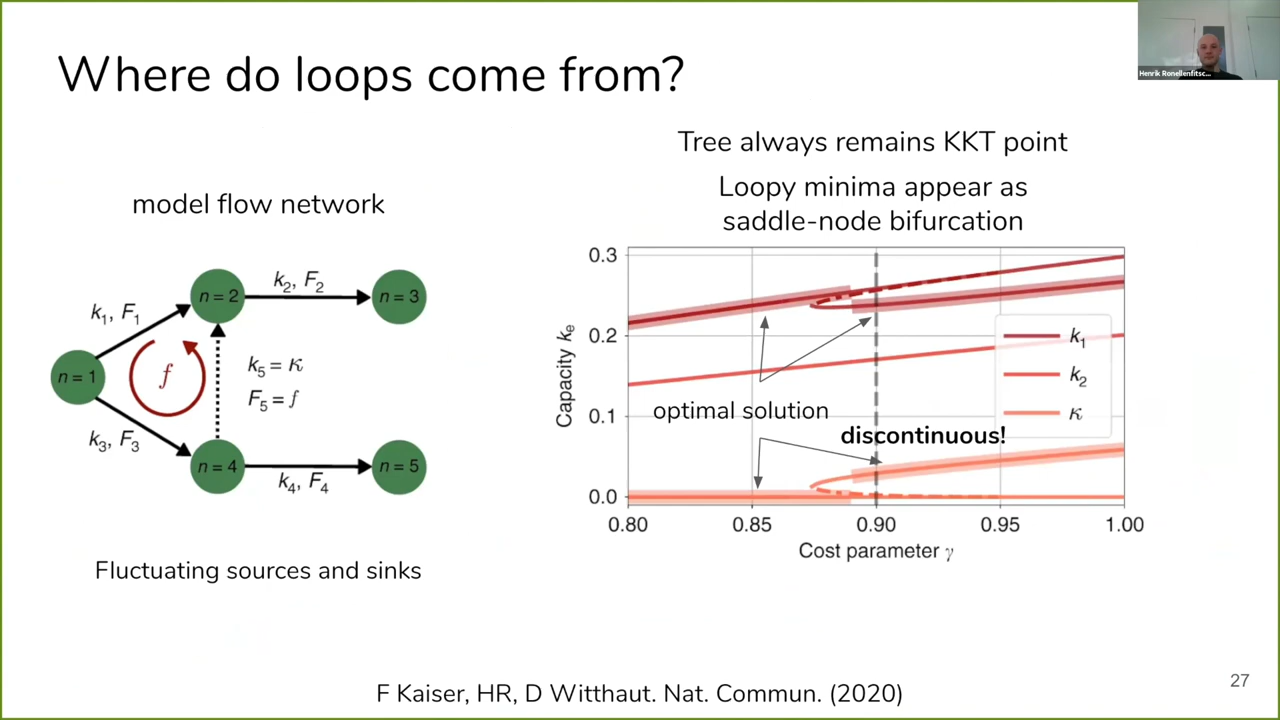 Where do loops come from?
Henrik Ronellenfitsc...
model flow network
n = 1
n = 2
n = 3
n = 4
n = 5
k1, F1
k2, F2
k3, F3
k4, F4
f
k5 = κ
F5 = f
Fluctuating sources and sinks
Tree always remains KKT point
Loopy minima appear as
saddle-node bifurcation
Capacity ke
0.3
0.2
0.1
0.0
k1
k2
κ
optimal solution
discontinuous!
0.80 0.85 0.90 0.95 1.00
Cost parameter γ
F Kaiser, HR, D Witthaut. Nat. Commun. (2020)
27